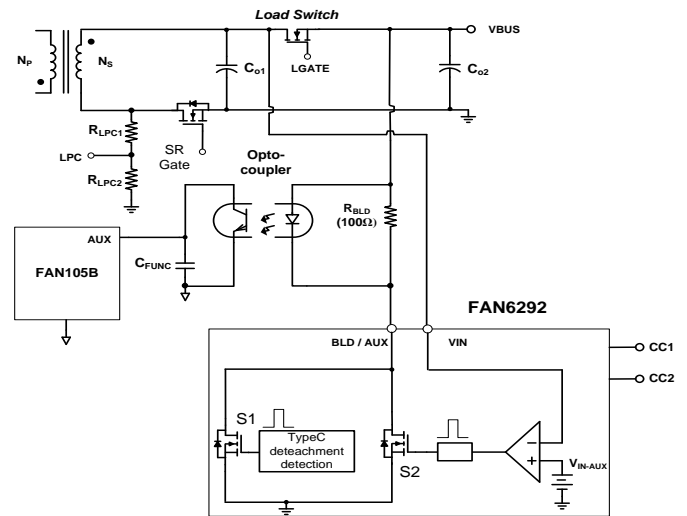 Load Switch
VBUS
NP
NS
Co1
LGATE
Co2
RLPC1
LPC
SR
Gate
RLPC2
Opto-
coupler
RBLD
(100Ω)
AUX
FAN105B
CFUNC
FAN6292
BLD / AUX
VIN
CC1
CC2
S1
TypeC
deteachment
detection
S2
VIN-AUX